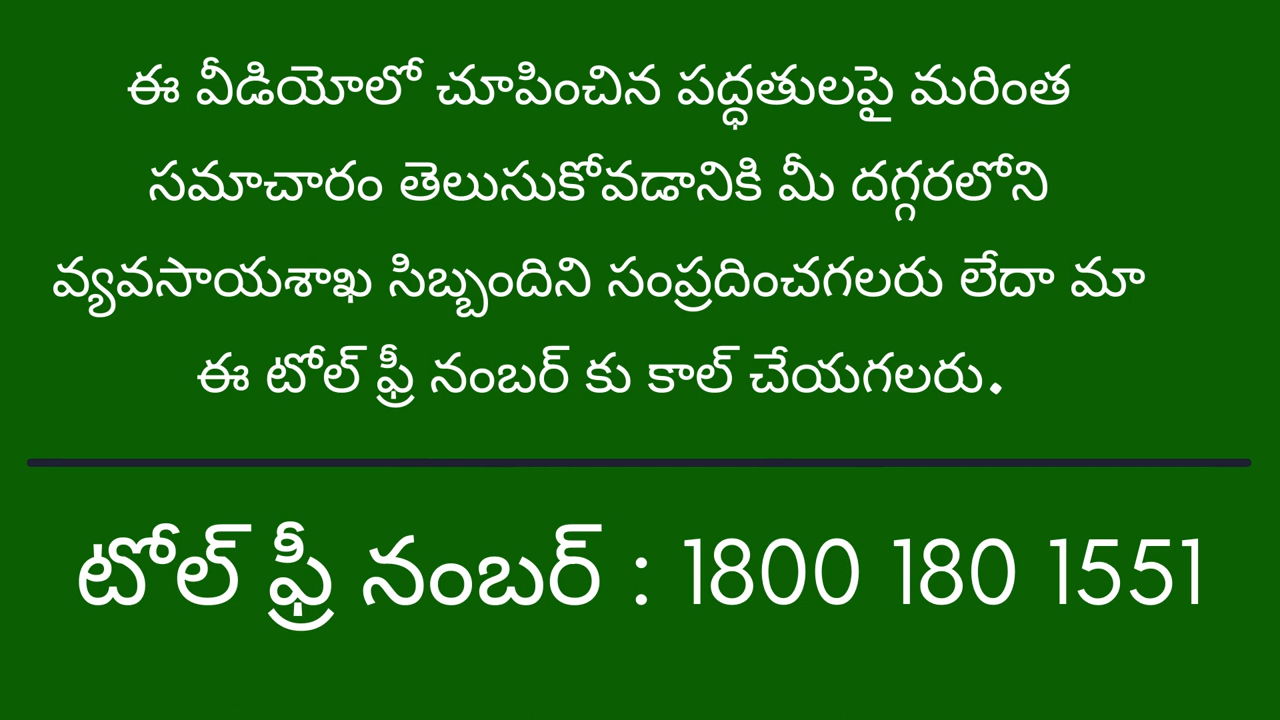 ఈ వీడియోలో చూపించిన పద్ధతులపై మరింత
సమాచారం తెలుసుకోవడానికి మీ దగ్గరలోని
వ్యవసాయశాఖ సిబ్బందిని సంప్రదించగలరు లేదా మా
ఈ టోల్ ఫ్రీ నంబర్ కు కాల్ చేయగలరు.
టోల్ ఫ్రీ నంబర్ : 1800 180 1551